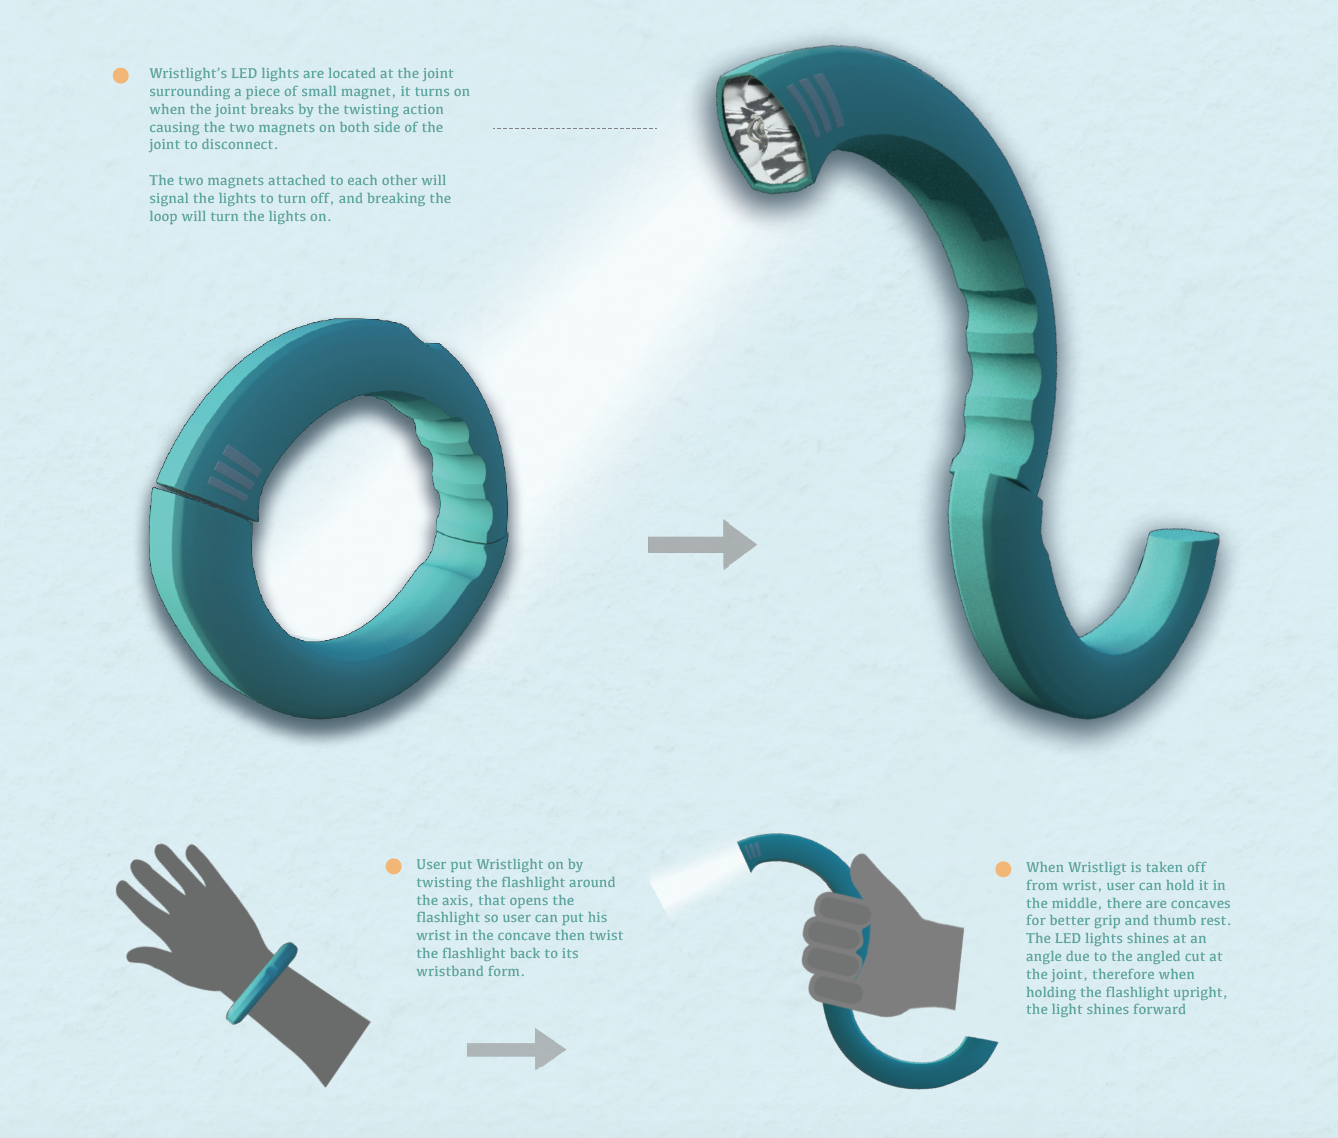 Wristlight's LED lights are located at the joint
surrounding a piece of small magnet, it turns on
when the joint breaks by the twisting action
causing the two magnets on both side of the
joint to disconnect.
The two magnets attached to each other will
signal the lights to turn off, and breaking the
loop will turn the lights on.
User put Wristlight on by
twisting the flashlight around
the axis, that opens the
flashlight so user can put his
wrist in the concave then twist
the flashlight back to its
wristband form.
When Wristligt is taken off
from wrist, user can hold it in
the middle, there are concaves
for better grip and thumb rest.
The LED lights shines at an
angle due to the angled cut at
the joint, therefore when
holding the flashlight upright,
the light shines forward